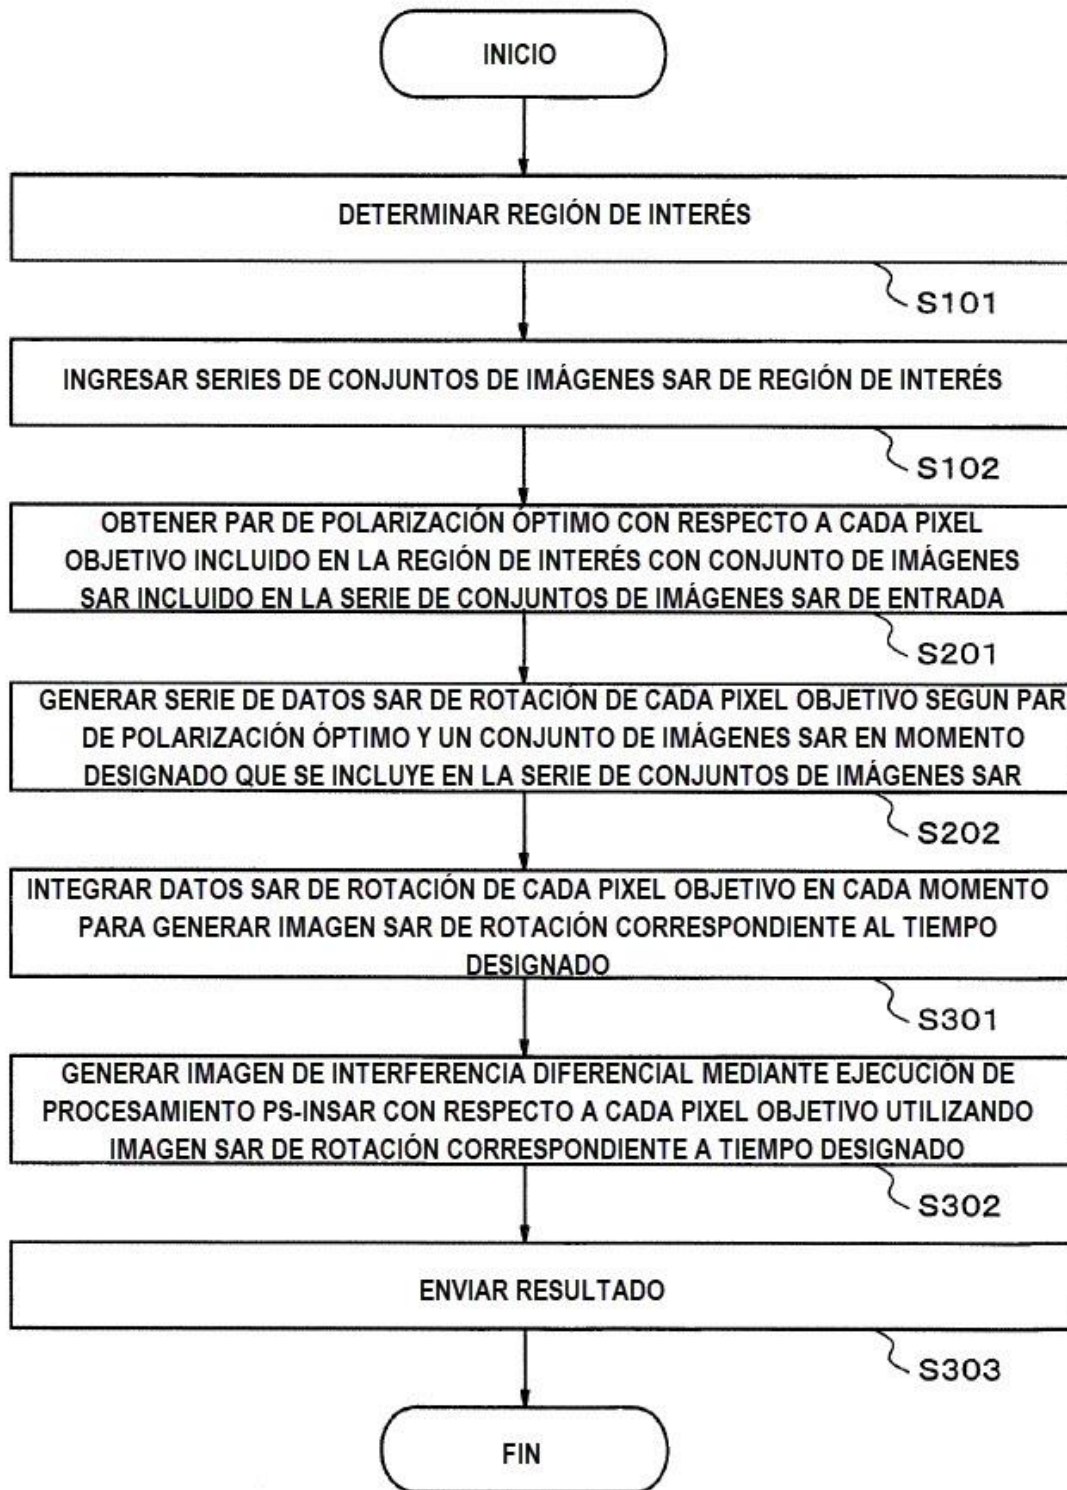 INICIO
DETERMINAR REGIÓN DE INTERÉS
S101
INGRESAR SERIES DE CONJUNTOS DE IMÁGENES SAR DE REGIÓN DE INTERÉS
S102
OBTENER PAR DE POLARIZACIÓN ÓPTIMO CON RESPECTO A CADA PIXEL
OBJETIVO INCLUIDO EN LA REGIÓN DE INTERÉS CON CONJUNTO DE IMÁGENES
SAR INCLUIDO EN LA SERIE DE CONJUNTOS DE IMÁGENES SAR DE ENTRADA
S201
GENERAR SERIE DE DATOS SAR DE ROTACIÓN DE CADA PIXEL OBJETIVO SEGÚN PAR
DE POLARIZACIÓN ÓPTIMO Y UN CONJUNTO DE IMÁGENES SAR EN MOMENTO
DESIGNADO QUE SE INCLUYE EN LA SERIE DE CONJUNTOS DE IMÁGENES SAR
S202
INTEGRAR DATOS SAR DE ROTACIÓN DE CADA PIXEL OBJETIVO EN CADA MOMENTO
PARA GENERAR IMAGEN SAR DE ROTACIÓN CORRESPONDIENTE AL TIEMPO
DESIGNADO
S301
GENERAR IMAGEN DE INTERFERENCIA DIFERENCIAL MEDIANTE EJECUCIÓN DE
PROCESAMIENTO PS-INSAR CON RESPECTO A CADA PIXEL OBJETIVO UTILIZANDO
IMAGEN SAR DE ROTACIÓN CORRESPONDIENTE A TIEMPO DESIGNADO
S302
ENVIAR RESULTADO
S303
FIN